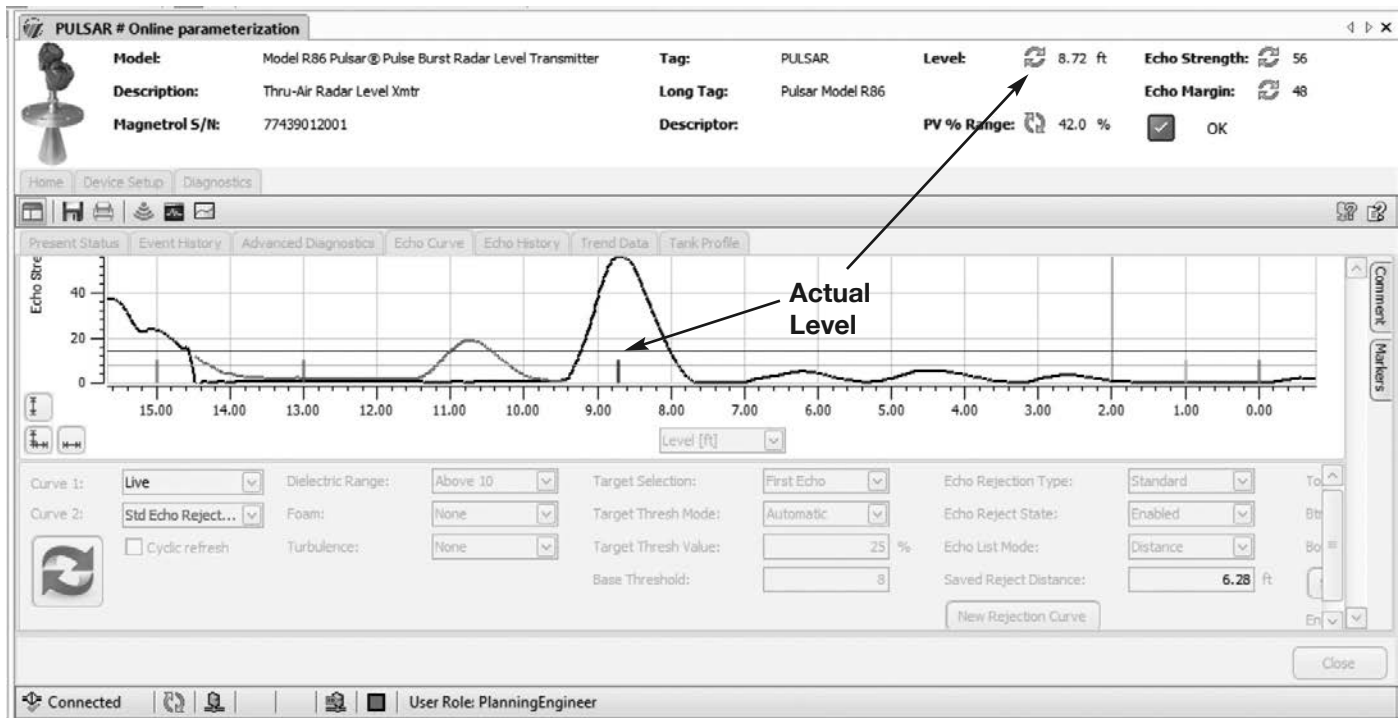 PULSAR # Online parameterization
Model: Model R86 Pulsar® Pulse Burst Radar Level Transmitter Tag: PULSAR Level: 8.72 ft Echo Strength: 56
Description: Thru-Air Radar Level Xmtr Long Tag: Pulsar Model R86 Echo Margin: 48
Magnetrol S/N: 77439012001 Descriptor: PV % Range: 42.0 % OK
Home Device Setup Diagnostics
Present Status Event History Advanced Diagnostics Echo Curve Echo History Trend Data Tank Profile
Echo Stre
40
20
0
Actual
Level
15.00 14.00 13.00 12.00 11.00 10.00 9.00 8.00 7.00 6.00 5.00 4.00 3.00 2.00 1.00 0.00
Level [ft]
Comment
Markers
Curve 1: Live Dielectric Range: Above 10 Target Selection: First Echo Echo Rejection Type: Standard To
Curve 2: Std Echo Reject... Foam: None Target Thresh Mode: Automatic Echo Reject State: Enabled Btr
Cyclic refresh Turbulence: None Target Thresh Value: 25 % Echo List Mode: Distance Bo
Base Threshold: 8 Saved Reject Distance: 6.28 ft
New Rejection Curve En
Close
Connected User Role: PlanningEngineer